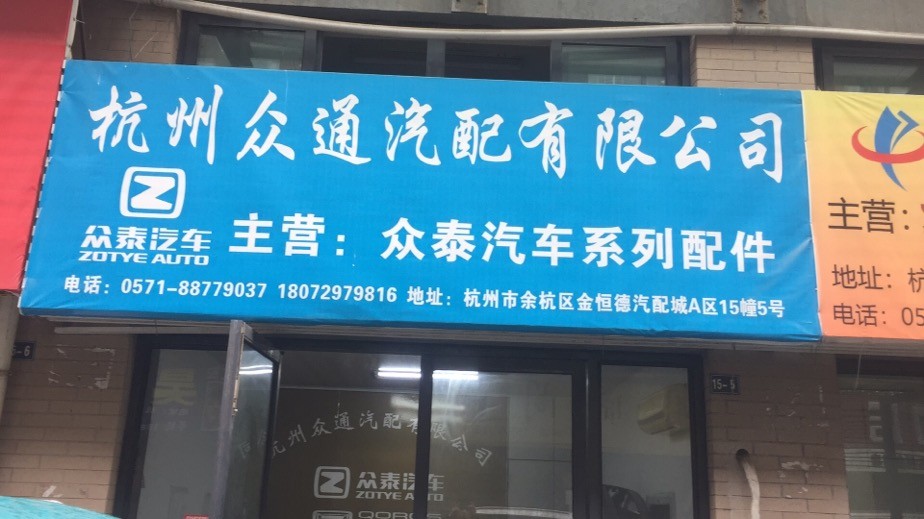 杭州众通汽配有限公司
Z
众泰汽车
ZOTYE AUTO
主营：众泰汽车系列配件
电话：0571-88779037 18072979816 地址：杭州市余杭区金恒德汽配城A区15幢5号
主营：
地址：杭
电话：05
15-5
杭州众通汽配有限公司
众泰汽车
ZOTYE AUTO
QOROS